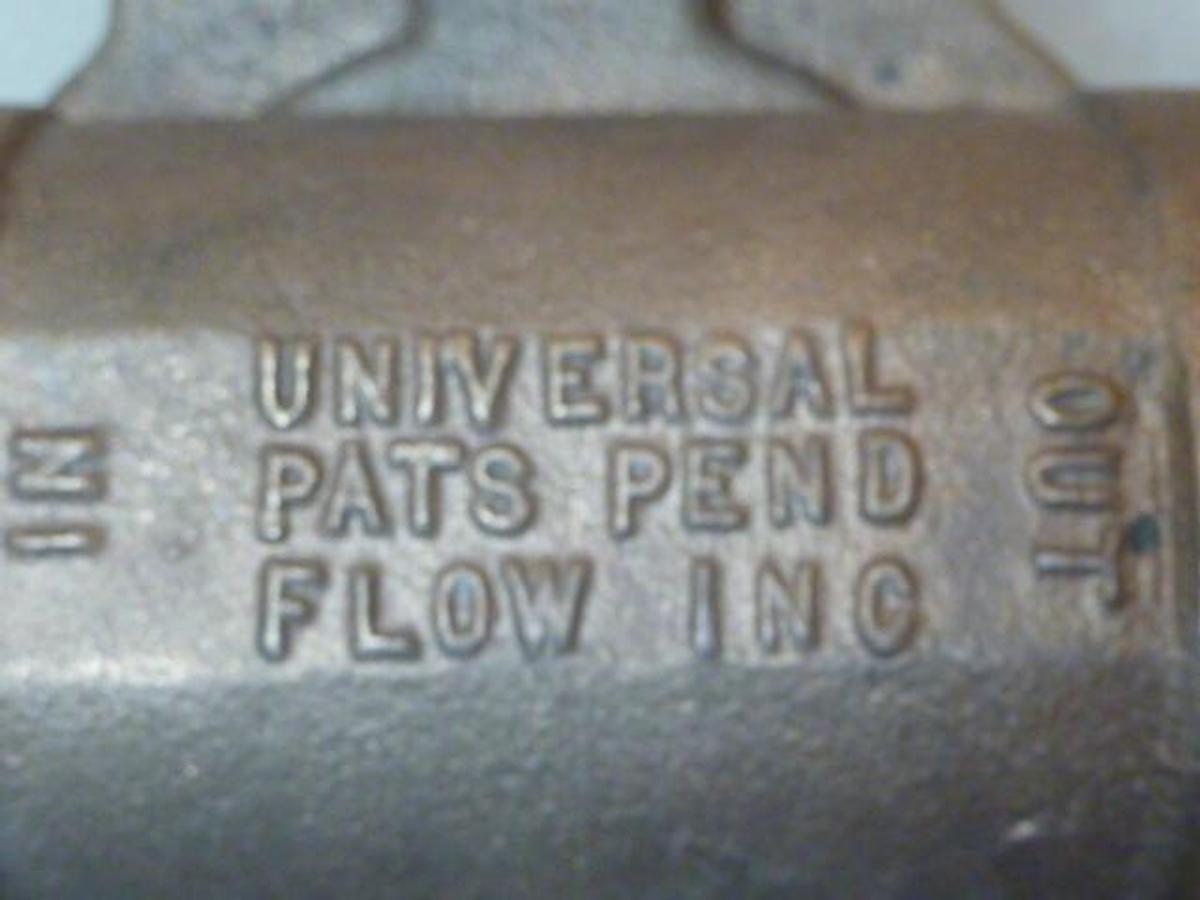 IN
UNIVERSAL
PATS PEND
FLOW INC
OUT